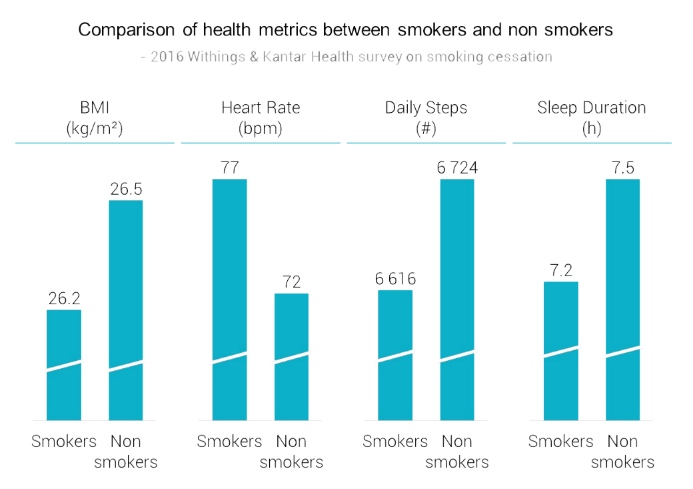 Comparison of health metrics between smokers and non smokers
- 2016 Withings & Kantar Health survey on smoking cessation
BMI
(kg/m²)
26.2
26.5
Smokers
Non
smokers
Heart Rate
(bpm)
77
72
Smokers
Non
smokers
Daily Steps
(#)
6 616
6 724
Smokers
Non
smokers
Sleep Duration
(h)
7.2
7.5
Smokers
Non
smokers